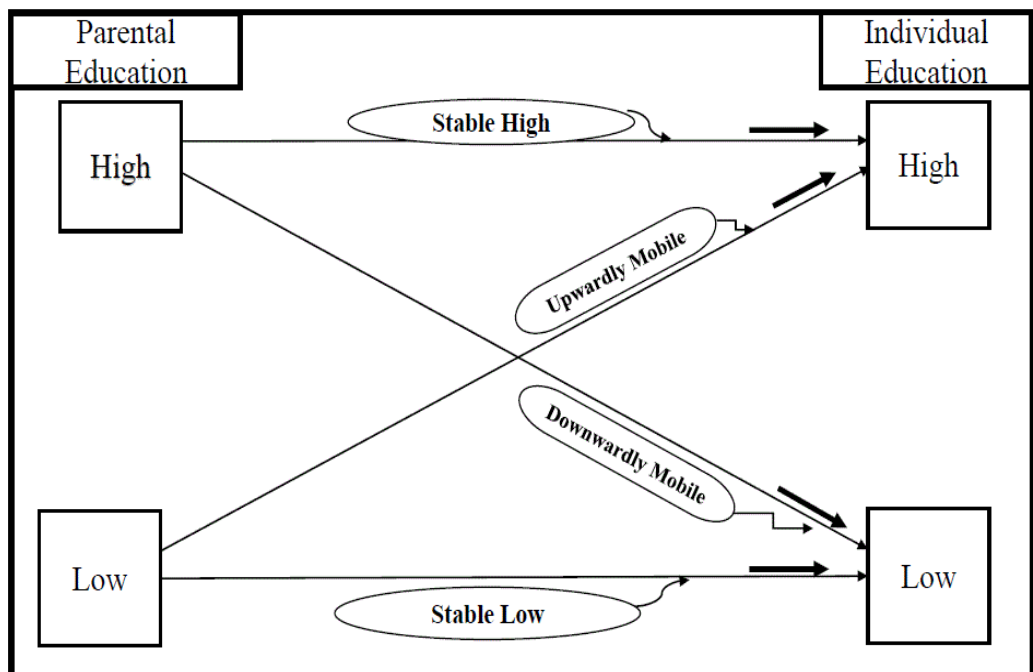 Parental
Education
Individual
Education
High
Stable High
High
Upwardly Mobile
Downwardly Mobile
Low
Stable Low
Low